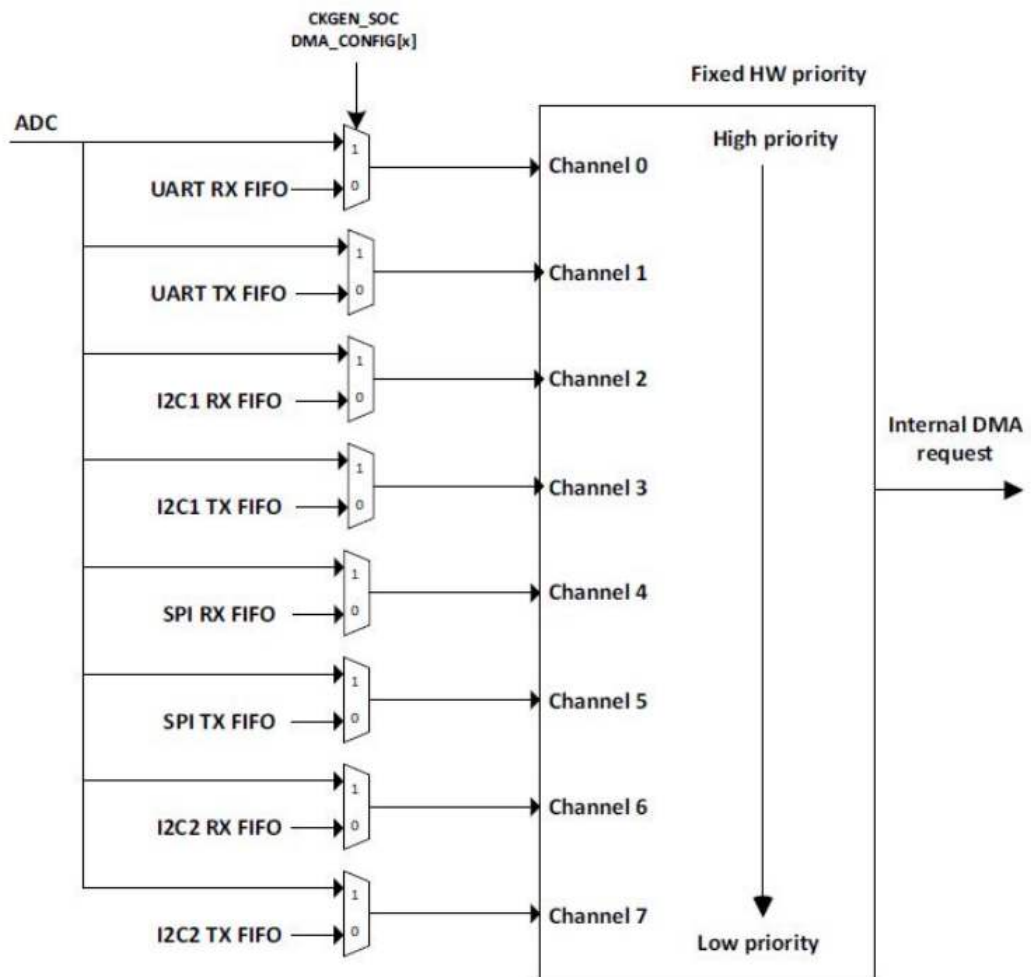 CKGEN_SOC
DMA_CONFIG[x]
Fixed HW priority
ADC
High priority
1
Channel 0
UART RX FIFO
0
1
Channel 1
UART TX FIFO
0
1
Channel 2
I2C1 RX FIFO
0
Internal DMA
request
1
Channel 3
I2C1 TX FIFO
0
1
Channel 4
SPI RX FIFO
0
1
Channel 5
SPI TX FIFO
0
1
Channel 6
I2C2 RX FIFO
0
1
Channel 7
I2C2 TX FIFO
0
Low priority